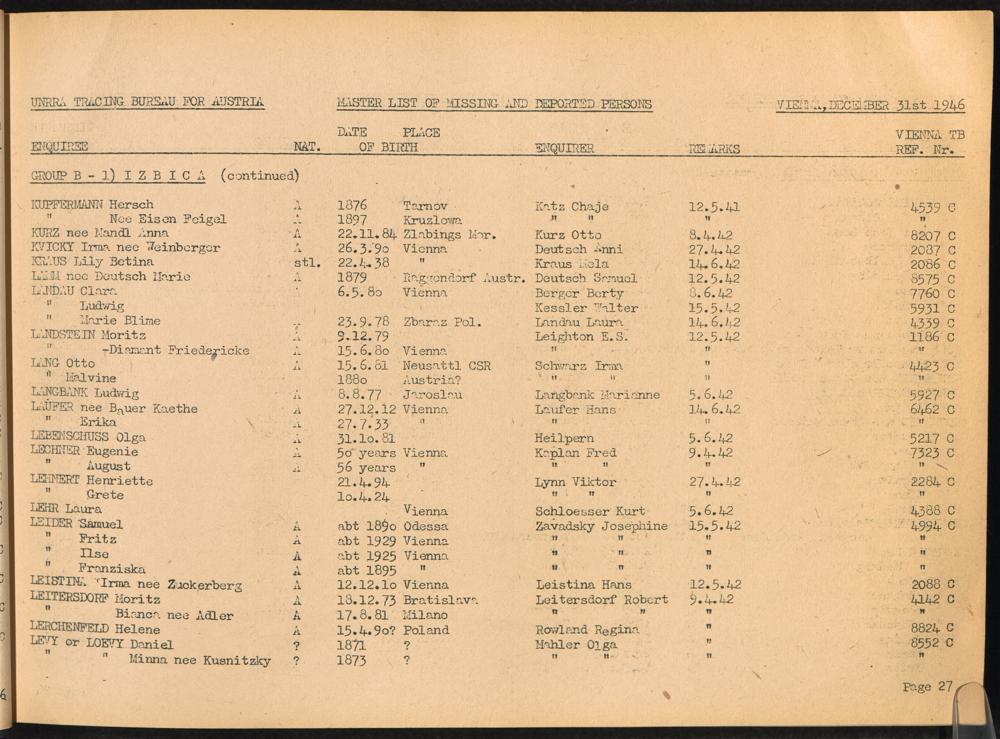 UNRRA TRACING BUREAU FOR AUSTRIA MASTER LIST OF MISSING AND DEPORTED PERSONS VIENNA, DECEMBER 31st 1946
DATE PLACE VIENNA TB
ENQUIREE NAT. OF BIRTH ENQUIRER REMARKS REF. Nr.
GROUP B - 1) I Z B I C A (continued)
KUPFERMANN Hersch A 1876 Tarnov Katz Chaje 12.5.41 4539 C
" Nee Eisen Feigel A 1897 Kruzlowa " " " "
KURZ nee Mandl Anna A 22.11.84 Zlabings Mor. Kurz Otto 8.4.42 8207 C
KVICKY Irma nee Weinberger A 26.3.90 Vienna Deutsch Anni 27.4.42 2087 C
KRAUS Lily Betina stl. 22.4.38 " Kraus Hela 14.6.42 2086 C
LAMM nee Deutsch Marie A 1879 Raggendorf Austr. Deutsch Samuel 12.5.42 8575 C
LANDAU Clara 6.5.80 Vienna Berger Berty 8.6.42 7760 C
" Ludwig Kessler Walter 15.5.42 5931 C
" Marie Blime 23.9.78 Zbaraz Pol. Landau Laura 14.6.42 4339 C
LANDSTEIN Moritz A 9.12.79 Leighton E.S. 12.5.42 1186 C
" -Diamant Friedericke A 15.6.80 Vienna " " "
LANG Otto A 15.6.81 Neusattl CSR Schwarz Irma " 4423 C
" Malvine 1880 Austria? " " " "
LANGBANK Ludwig A 8.8.77 Jaroslau Langbank Marianne 5.6.42 5927 C
LAUFER nee Bauer Kaethe A 27.12.12 Vienna Laufer Hans 14.6.42 6462 C
" Erika A 27.7.33 " " " "
LEBENSCHUSS Olga A 31.10.81 Heilpern 5.6.42 5217 C
LECHNER Eugenie A 50 years Vienna Kaplan Fred 9.4.42 7323 C
" August A 56 years " " " " "
LEHNERT Henriette 21.4.94 Lynn Viktor 27.4.42 2284 C
" Grete 10.4.24 " " " "
LEHR Laura Vienna Schloesser Kurt 5.6.42 4388 C
LEIDER Samuel A abt 1890 Odessa Zavadsky Josephine 15.5.42 4994 C
" Fritz A abt 1929 Vienna " " " "
" Ilse A abt 1925 Vienna " " " "
" Franziska A abt 1895 " " " " "
LEISTINA Irma nee Zuckerberg A 12.12.10 Vienna Leistina Hans 12.5.42 2088 C
LEITERSDORF Moritz A 18.12.73 Bratislava Leitersdorf Robert 9.4.42 4142 C
" Bianca nee Adler A 17.8.81 Milano " " " "
LERCHENFELD Helene A 15.4.90? Poland Rowland Regina " 8824 C
LEVY or LOEVY Daniel ? 1871 ? Mahler Olga " 8552 C
" " Minna nee Kusnitzky ? 1873 ? " " " "
Page 27